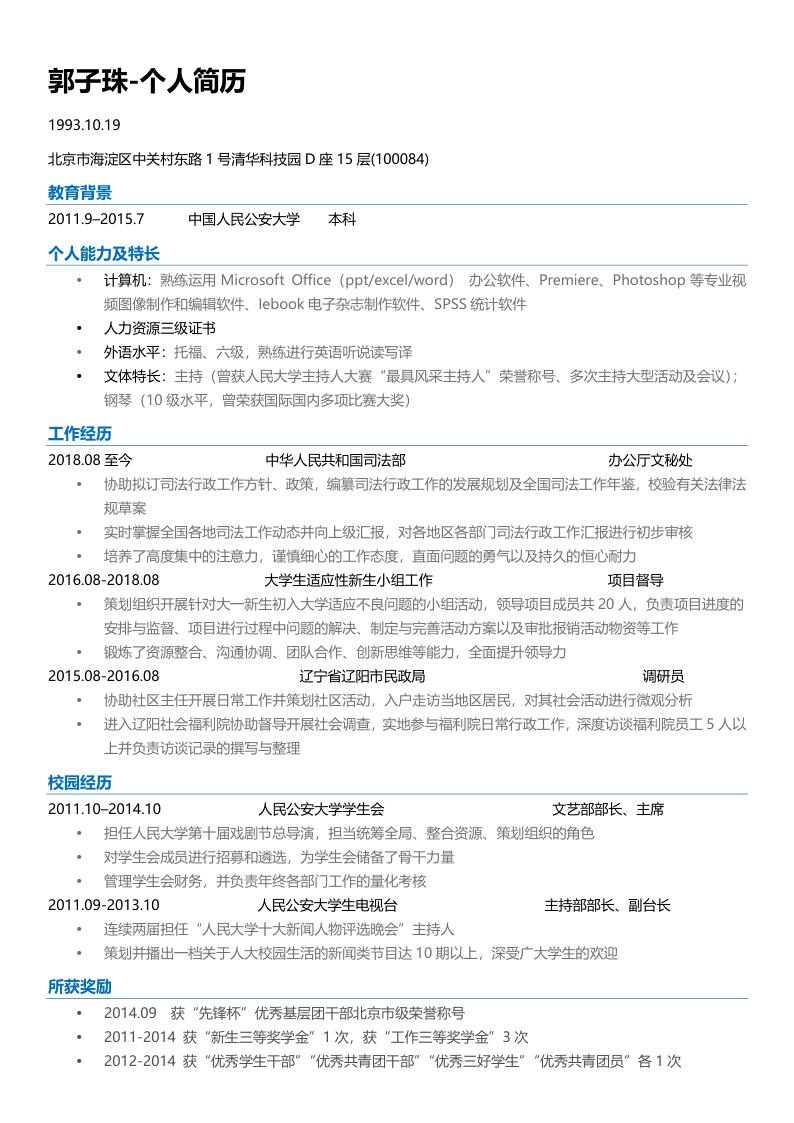 郭子珠-个人简历
1993.10.19
北京市海淀区中关村东路 1 号清华科技园 D 座 15 层(100084)
教育背景
2011.9–2015.7 中国人民公安大学 本科
个人能力及特长
• 计算机：熟练运用 Microsoft Office（ppt/excel/word） 办公软件、Premiere、Photoshop 等专业视
频图像制作和编辑软件、Iebook 电子杂志制作软件、SPSS 统计软件
• 人力资源三级证书
• 外语水平：托福、六级，熟练进行英语听说读写译
• 文体特长：主持（曾获人民大学主持人大赛“最具风采主持人”荣誉称号、多次主持大型活动及会议）；
钢琴（10 级水平，曾荣获国际国内多项比赛大奖）
工作经历
2018.08 至今 中华人民共和国司法部 办公厅文秘处
• 协助拟订司法行政工作方针、政策，编纂司法行政工作的发展规划及全国司法工作年鉴，校验有关法律法
规草案
• 实时掌握全国各地司法工作动态并向上级汇报，对各地区各部门司法行政工作汇报进行初步审核
• 培养了高度集中的注意力，谨慎细心的工作态度，直面问题的勇气以及持久的恒心耐力
2016.08-2018.08 大学生适应性新生小组工作 项目督导
• 策划组织开展针对大一新生初入大学适应不良问题的小组活动，领导项目成员共 20 人，负责项目进度的
安排与监督、项目进行过程中问题的解决、制定与完善活动方案以及审批报销活动物资等工作
• 锻炼了资源整合、沟通协调、团队合作、创新思维等能力，全面提升领导力
2015.08-2016.08 辽宁省辽阳市民政局 调研员
• 协助社区主任开展日常工作并策划社区活动，入户走访当地区居民，对其社会活动进行微观分析
• 进入辽阳社会福利院协助督导开展社会调查，实地参与福利院日常行政工作，深度访谈福利院员工 5 人以
上并负责访谈记录的撰写与整理
校园经历
2011.10–2014.10 人民公安大学学生会 文艺部部长、主席
• 担任人民大学第十届戏剧节总导演，担当统筹全局、整合资源、策划组织的角色
• 对学生会成员进行招募和遴选，为学生会储备了骨干力量
• 管理学生会财务，并负责年终各部门工作的量化考核
2011.09-2013.10 人民公安大学生电视台 主持部部长、副台长
• 连续两届担任“人民大学十大新闻人物评选晚会”主持人
• 策划并播出一档关于人大校园生活的新闻类节目达 10 期以上，深受广大学生的欢迎
所获奖励
• 2014.09 获“先锋杯”优秀基层团干部北京市级荣誉称号
• 2011-2014 获“新生三等奖学金”1 次，获“工作三等奖学金”3 次
• 2012-2014 获“优秀学生干部”“优秀共青团干部”“优秀三好学生”“优秀共青团员”各 1 次